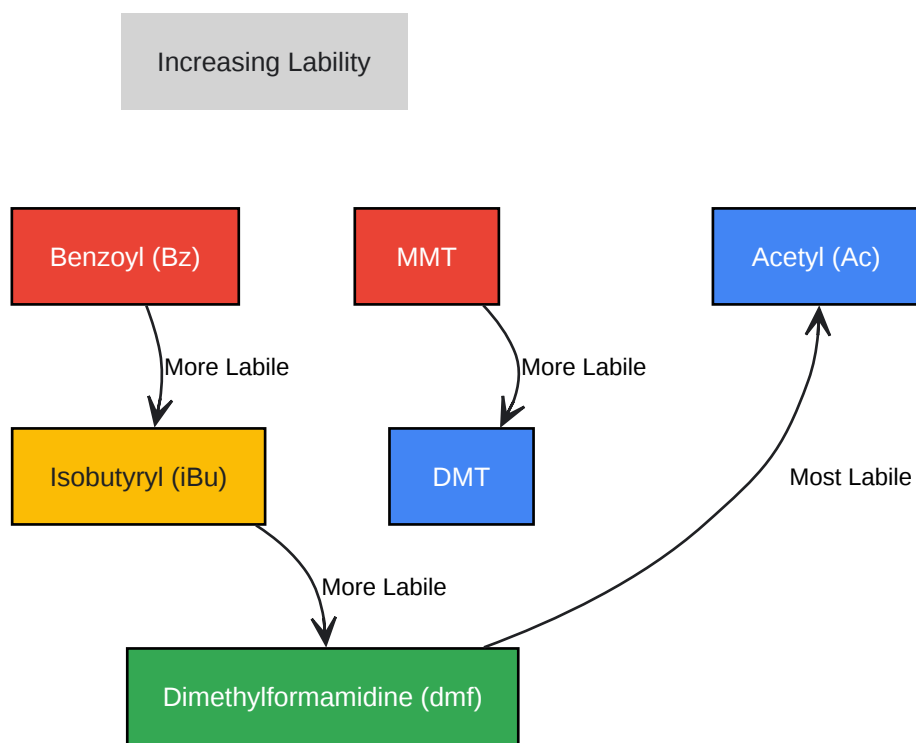 Increasing Lability
Benzoyl (Bz)
MMT
Acetyl (Ac)
More Labile
More Labile
Isobutyryl (iBu)
DMT
Most Labile
More Labile
Dimethylformamidine (dmf)